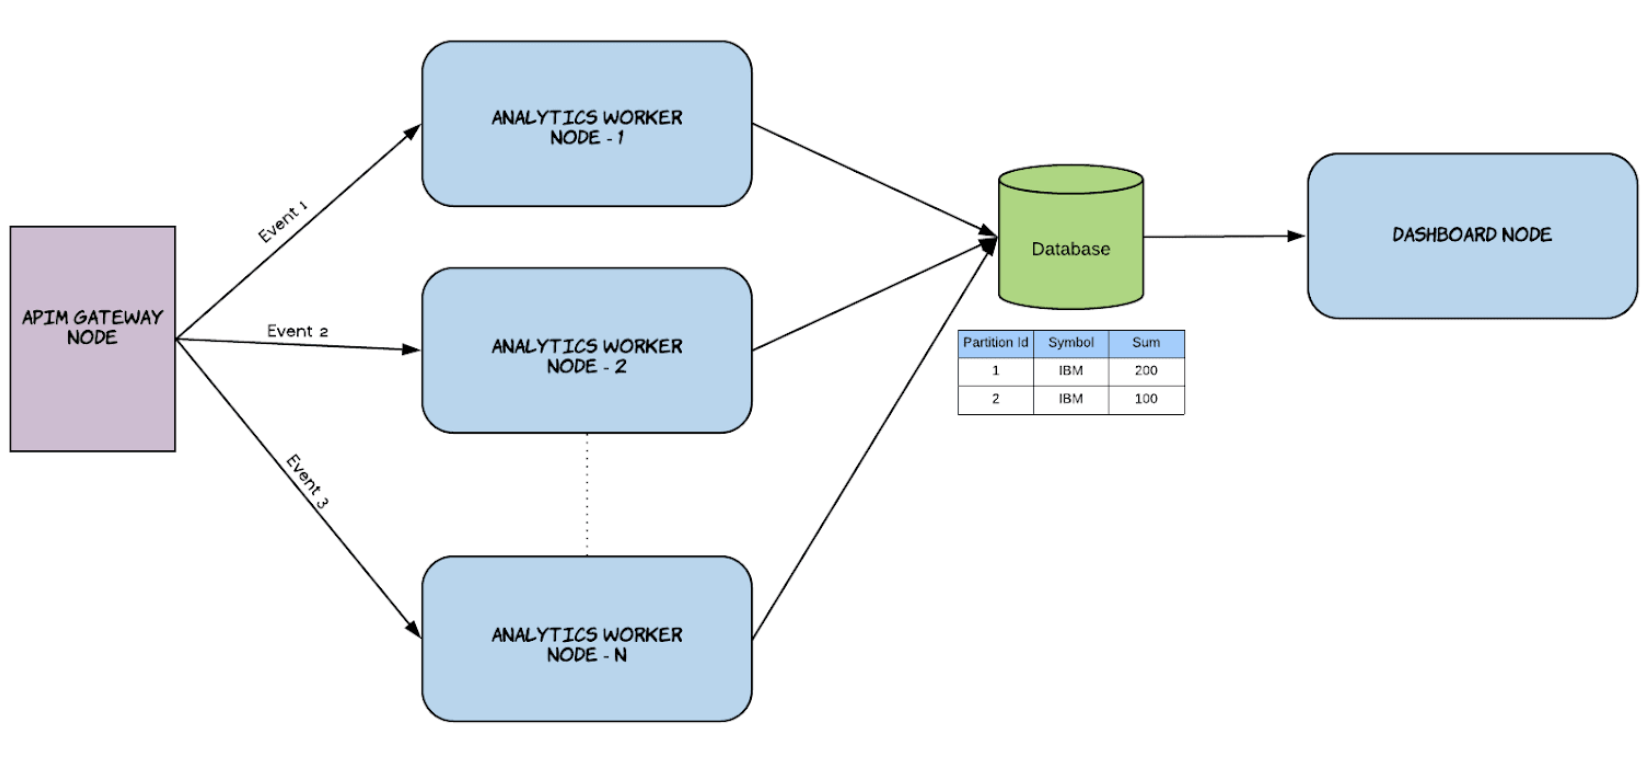 ANALYTICS WORKER
NODE - 1
Event 1
APIM GATEWAY
NODE
Event 2
ANALYTICS WORKER
NODE - 2
Event 3
ANALYTICS WORKER
NODE - N
Database
Partition Id Symbol Sum
1 IBM 200
2 IBM 100
DASHBOARD NODE